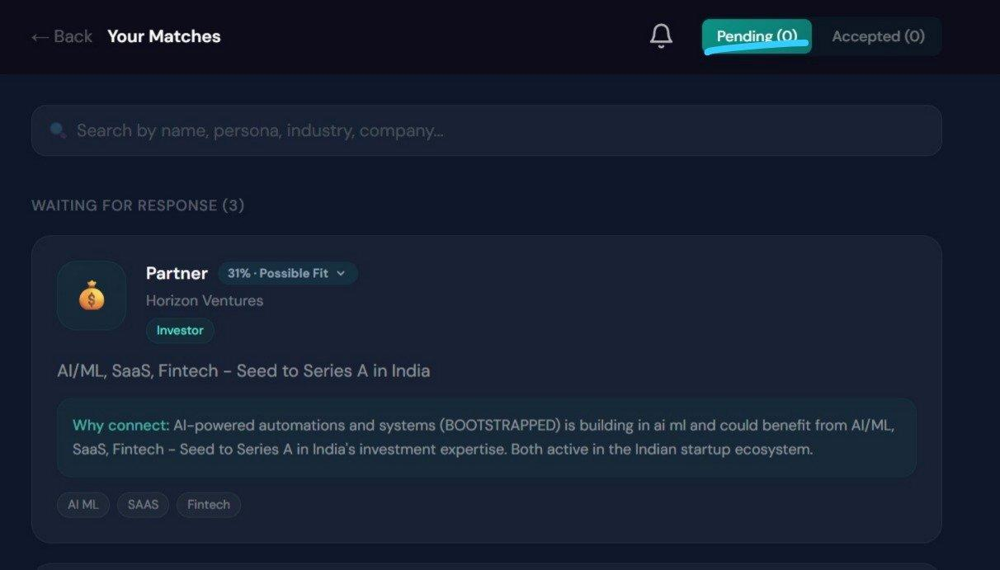 ← Back Your Matches Pending (0) Accepted (0)
Search by name, persona, industry, company...
WAITING FOR RESPONSE (3)
Partner 31% · Possible Fit
Horizon Ventures
Investor
AI/ML, SaaS, Fintech – Seed to Series A in India
Why connect: AI-powered automations and systems (BOOTSTRAPPED) is building in ai ml and could benefit from AI/ML,
SaaS, Fintech – Seed to Series A in India's investment expertise. Both active in the Indian startup ecosystem.
AI ML SAAS Fintech